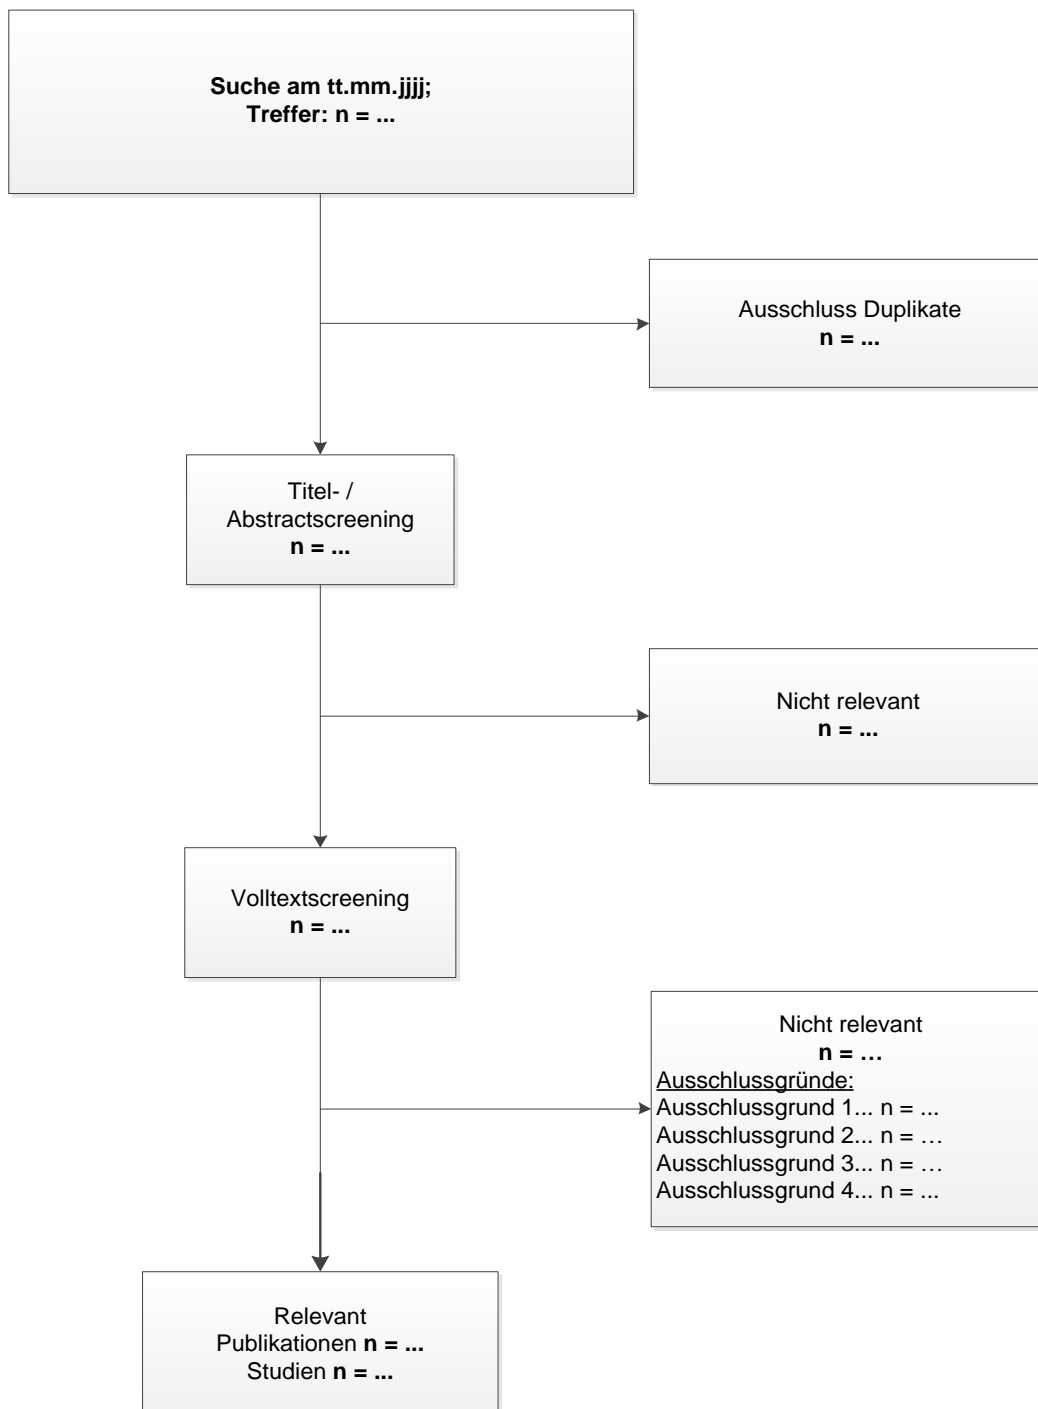 Suche am tt.mm.jjjj;
Treffer: n = ...
Ausschluss Duplikate
n = ...
Titel- /
Abstractscreening
n = ...
Nicht relevant
n = ...
Volltextscreening
n = ...
Nicht relevant
n = …
Ausschlussgründe:
Ausschlussgrund 1... n = ...
Ausschlussgrund 2... n = …
Ausschlussgrund 3... n = …
Ausschlussgrund 4... n = ...
Relevant
Publikationen n = ...
Studien n = ...